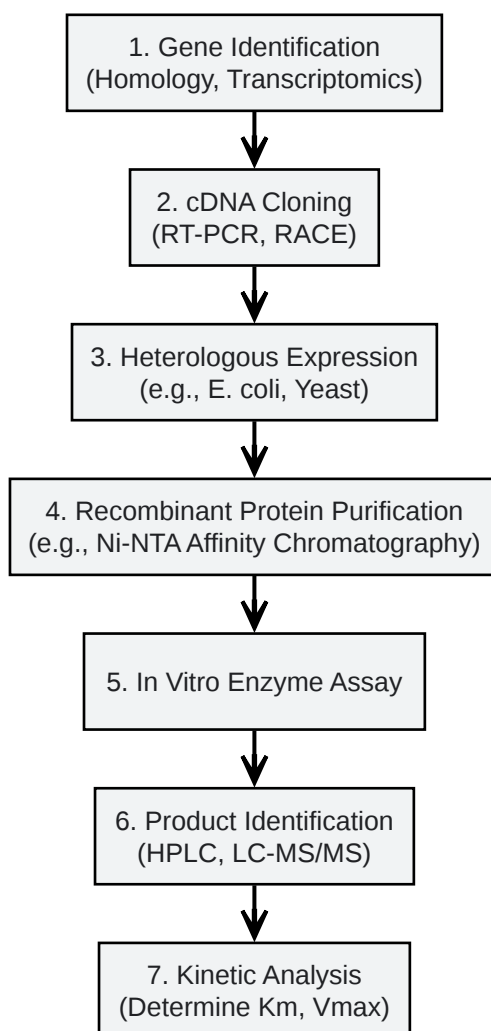 1. Gene Identification
(Homology, Transcriptomics)
2. cDNA Cloning
(RT-PCR, RACE)
3. Heterologous Expression
(e.g., E. coli, Yeast)
4. Recombinant Protein Purification
(e.g., Ni-NTA Affinity Chromatography)
5. In Vitro Enzyme Assay
6. Product Identification
(HPLC, LC-MS/MS)
7. Kinetic Analysis
(Determine Km, Vmax)